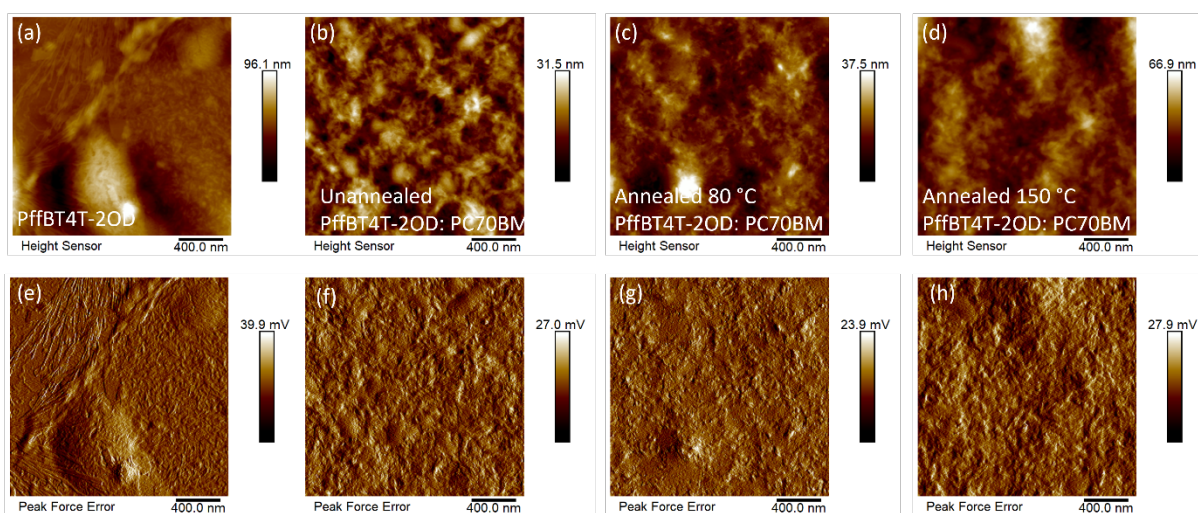 (a)
96.1 nm
PffBT4T-2OD
Height Sensor
400.0 nm
(b)
31.5 nm
Unannealed
PffBT4T-2OD: PC70BM
Height Sensor
400.0 nm
(c)
37.5 nm
Annealed 80 °C
PffBT4T-2OD: PC70BM
Height Sensor
400.0 nm
(d)
66.9 nm
Annealed 150 °C
PffBT4T-2OD: PC70BM
Height Sensor
400.0 nm
(e)
39.9 mV
Peak Force Error
400.0 nm
(f)
27.0 mV
Peak Force Error
400.0 nm
(g)
23.9 mV
Peak Force Error
400.0 nm
(h)
27.9 mV
Peak Force Error
400.0 nm